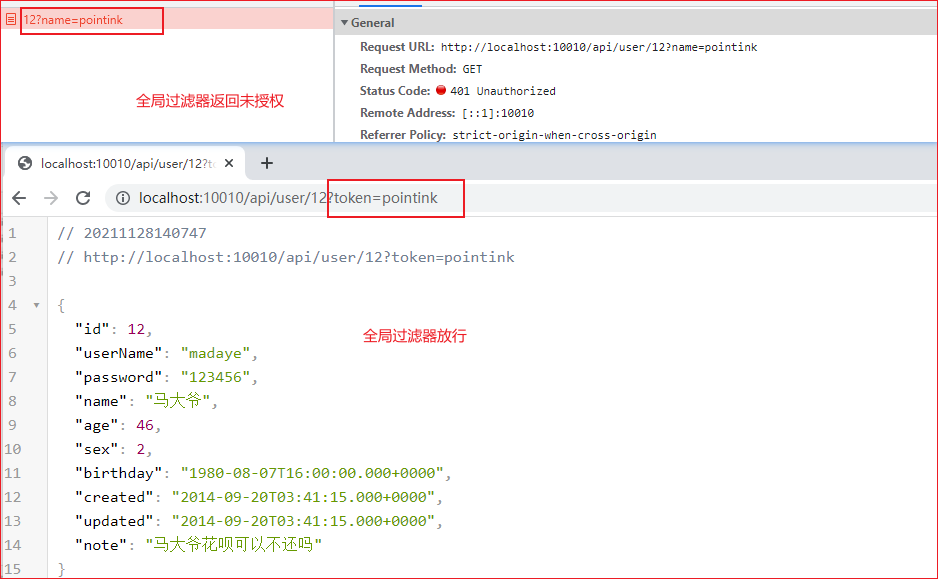 12?name=pointink
General
Request URL: http://localhost:10010/api/user/12?name=pointink
Request Method: GET
Status Code: 401 Unauthorized
全局过滤器返回未授权
Remote Address: [::1]:10010
Referrer Policy: strict-origin-when-cross-origin
localhost:10010/api/user/12?to
localhost:10010/api/user/12?token=pointink
1 // 20211128140747
2 // http://localhost:10010/api/user/12?token=pointink
3
4 {
5 "id": 12,
全局过滤器放行
6 "userName": "madaye",
7 "password": "123456",
8 "name": "马大爷",
9 "age": 46,
10 "sex": 2,
11 "birthday": "1980-08-07T16:00:00.000+0000",
12 "created": "2014-09-20T03:41:15.000+0000",
13 "updated": "2014-09-20T03:41:15.000+0000",
14 "note": "马大爷花呗可以不还吗"
15 }